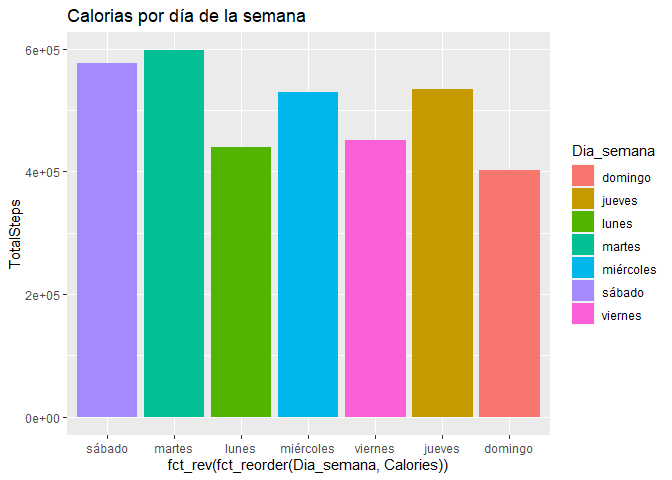 Calorias por día de la semana
TotalSteps
6e+05
4e+05
2e+05
0e+00
sábado martes lunes miércoles viernes jueves domingo
fct_rev(fct_reorder(Dia_semana, Calories))
Dia_semana
domingo
jueves
lunes
martes
miércoles
sábado
viernes